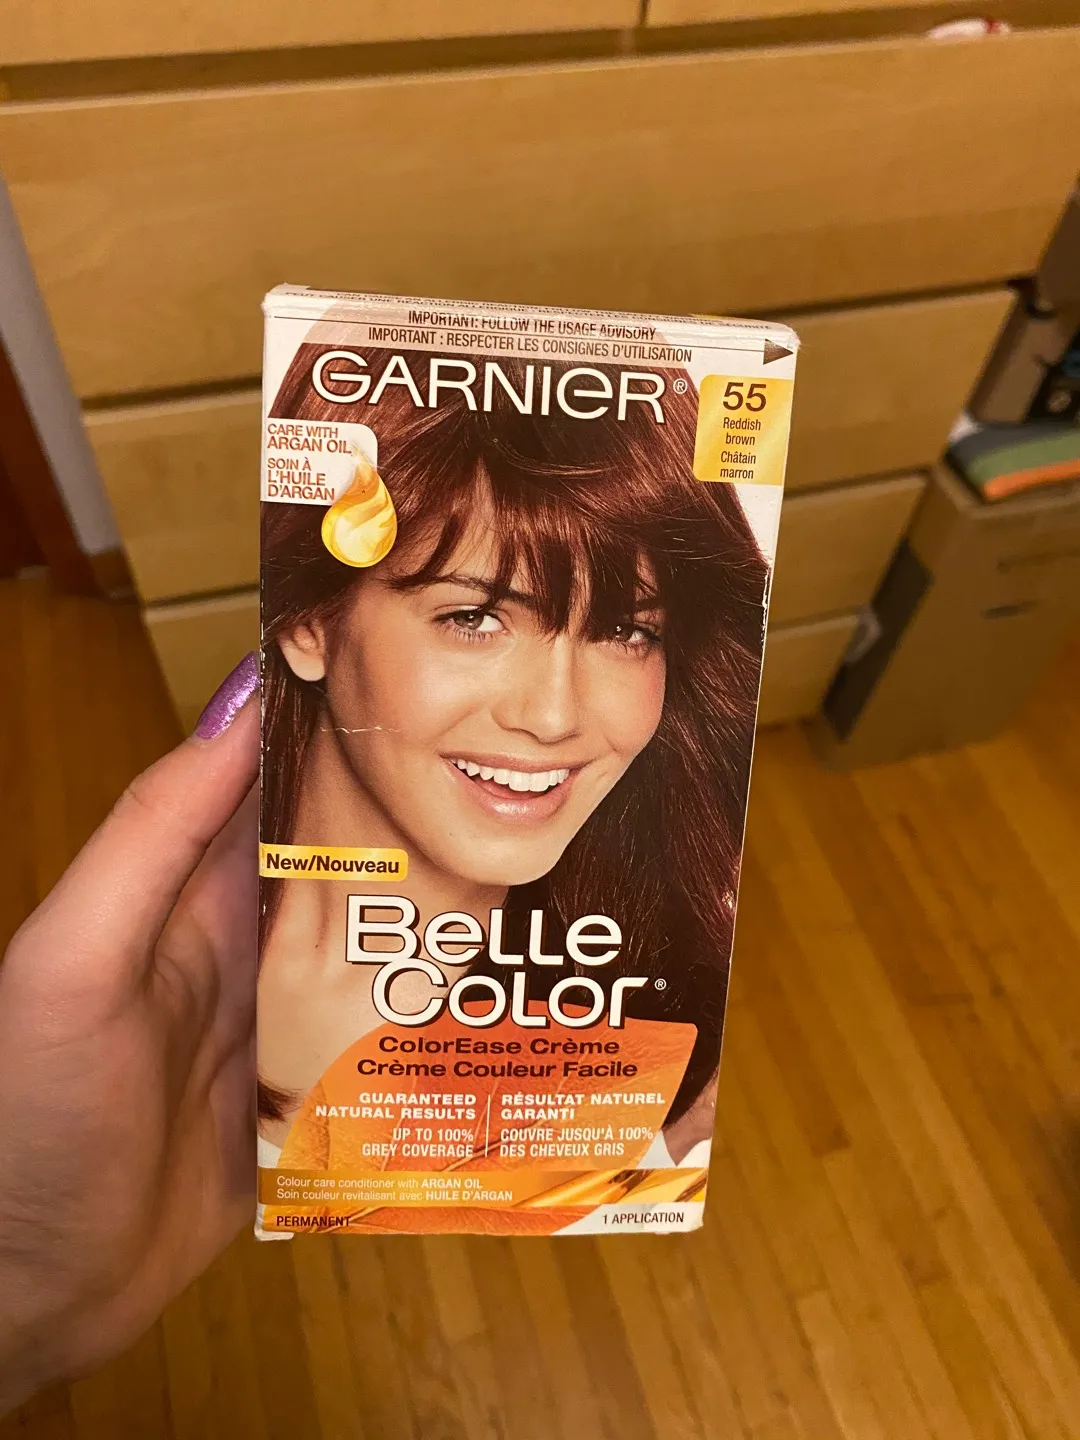 IMPORTANT: FOLLOW THE USAGE ADVISORY
IMPORTANT : RESPECTER LES CONSIGNES D'UTILISATION
GARNIER®
55
Reddish
brown
Châtain
marron
CARE WITH
ARGAN OIL
SOIN À
L'HUILE
D'ARGAN
New/Nouveau
Belle
Color®
ColorEase Crème
Crème Couleur Facile
GUARANTEED
NATURAL RESULTS
UP TO 100%
GREY COVERAGE
RÉSULTAT NATUREL
GARANTI
COUVRE JUSQU'À 100%
DES CHEVEUX GRIS
Colour care conditioner with ARGAN OIL
Soin couleur revitalisant avec HUILE D'ARGAN
PERMANENT
1 APPLICATION